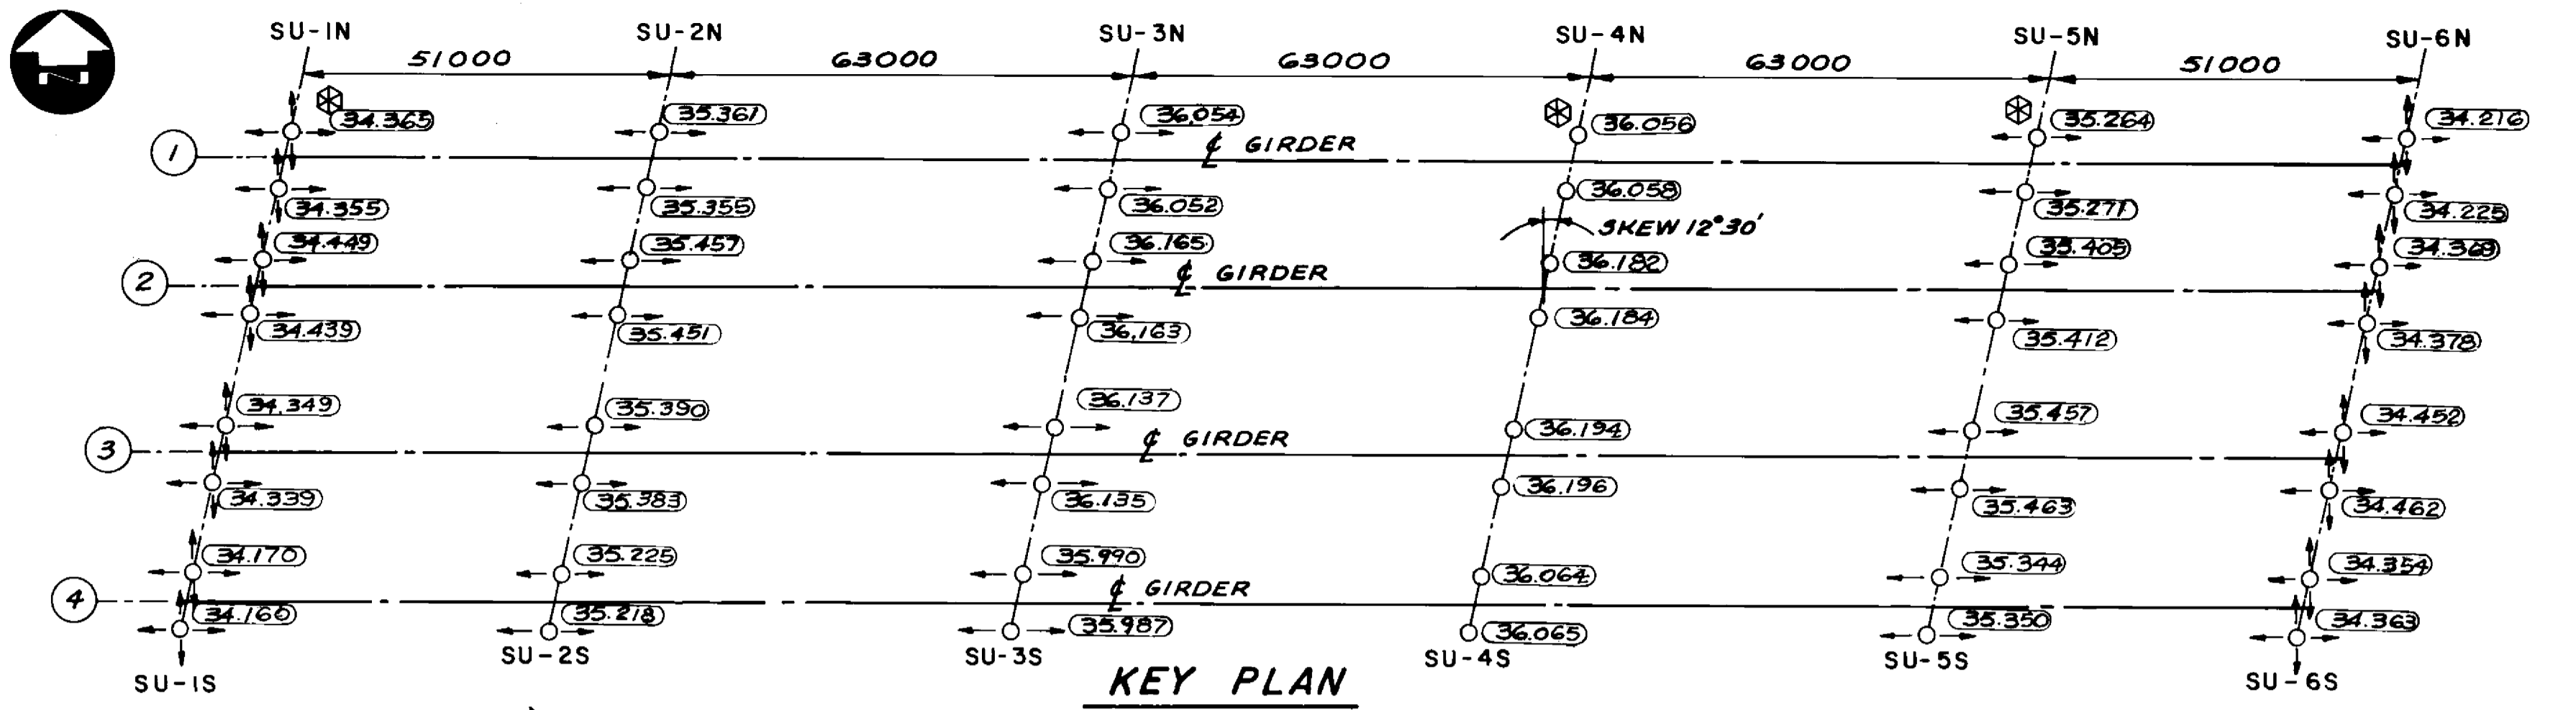 SU-1N SU-2N SU-3N SU-4N SU-5N SU-6N
51000 63000 63000 63000 51000
N
34.365 35.361 36.054 36.056 35.264 34.216
1 ℄ GIRDER
34.355 35.355 36.052 36.058 35.271 34.225
SKEW 12°30'
34.449 35.457 36.165 36.182 35.405 34.369
2 ℄ GIRDER
34.439 35.451 36,163 36.184 35.412 34.378
34.349 35.390 36.137 36.194 35.457 34.452
3 ℄ GIRDER
34.339 35.383 36.135 36.196 35.463 34.462
34.170 35.225 35.990 36.064 35.344 34.354
4 ℄ GIRDER
34.160 35.218 35.987 36.065 35.350 34.363
SU-1S SU-2S SU-3S SU-4S SU-5S SU-6S
KEY PLAN